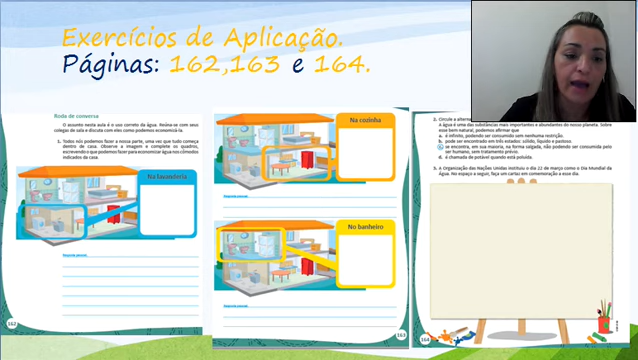 Exercícios de Aplicação.
Páginas: 162,163 e 164.
Roda de conversa
O assunto nesta aula é o uso correto da água. Reúna-se com seus
colegas de sala e discuta com eles como podemos economizá-la.
1. Todos nós podemos fazer a nossa parte, uma vez que tudo começa
dentro de casa. Observe a imagem e complete os quadros,
escrevendo o que podemos fazer para economizar água nos cômodos
indicados da casa.
Na lavanderia
Resposta pessoal.
162
Na cozinha
Resposta pessoal.
No banheiro
Resposta pessoal.
163
2. Circule a alternativa
A água é uma das substâncias mais importantes e abundantes do nosso planeta. Sobre
esse bem natural, podemos afirmar que
a. é infinito, podendo ser consumido sem nenhuma restrição.
b. pode ser encontrado em três estados: sólido, líquido e pastoso.
c. se encontra, em sua maioria, na forma salgada, não podendo ser consumida pelo
ser humano, sem tratamento prévio.
d. é chamada de potável quando está poluída.
3. A Organização das Nações Unidas instituiu o dia 22 de março como o Dia Mundial da
Água. No espaço a seguir, faça um cartaz em comemoração a esse dia.
164